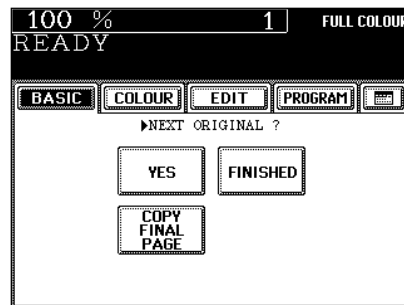 100 % 1 FULL COLOUR
READY
BASIC COLOUR EDIT PROGRAM
▶NEXT ORIGINAL ?
YES FINISHED
COPY
FINAL
PAGE